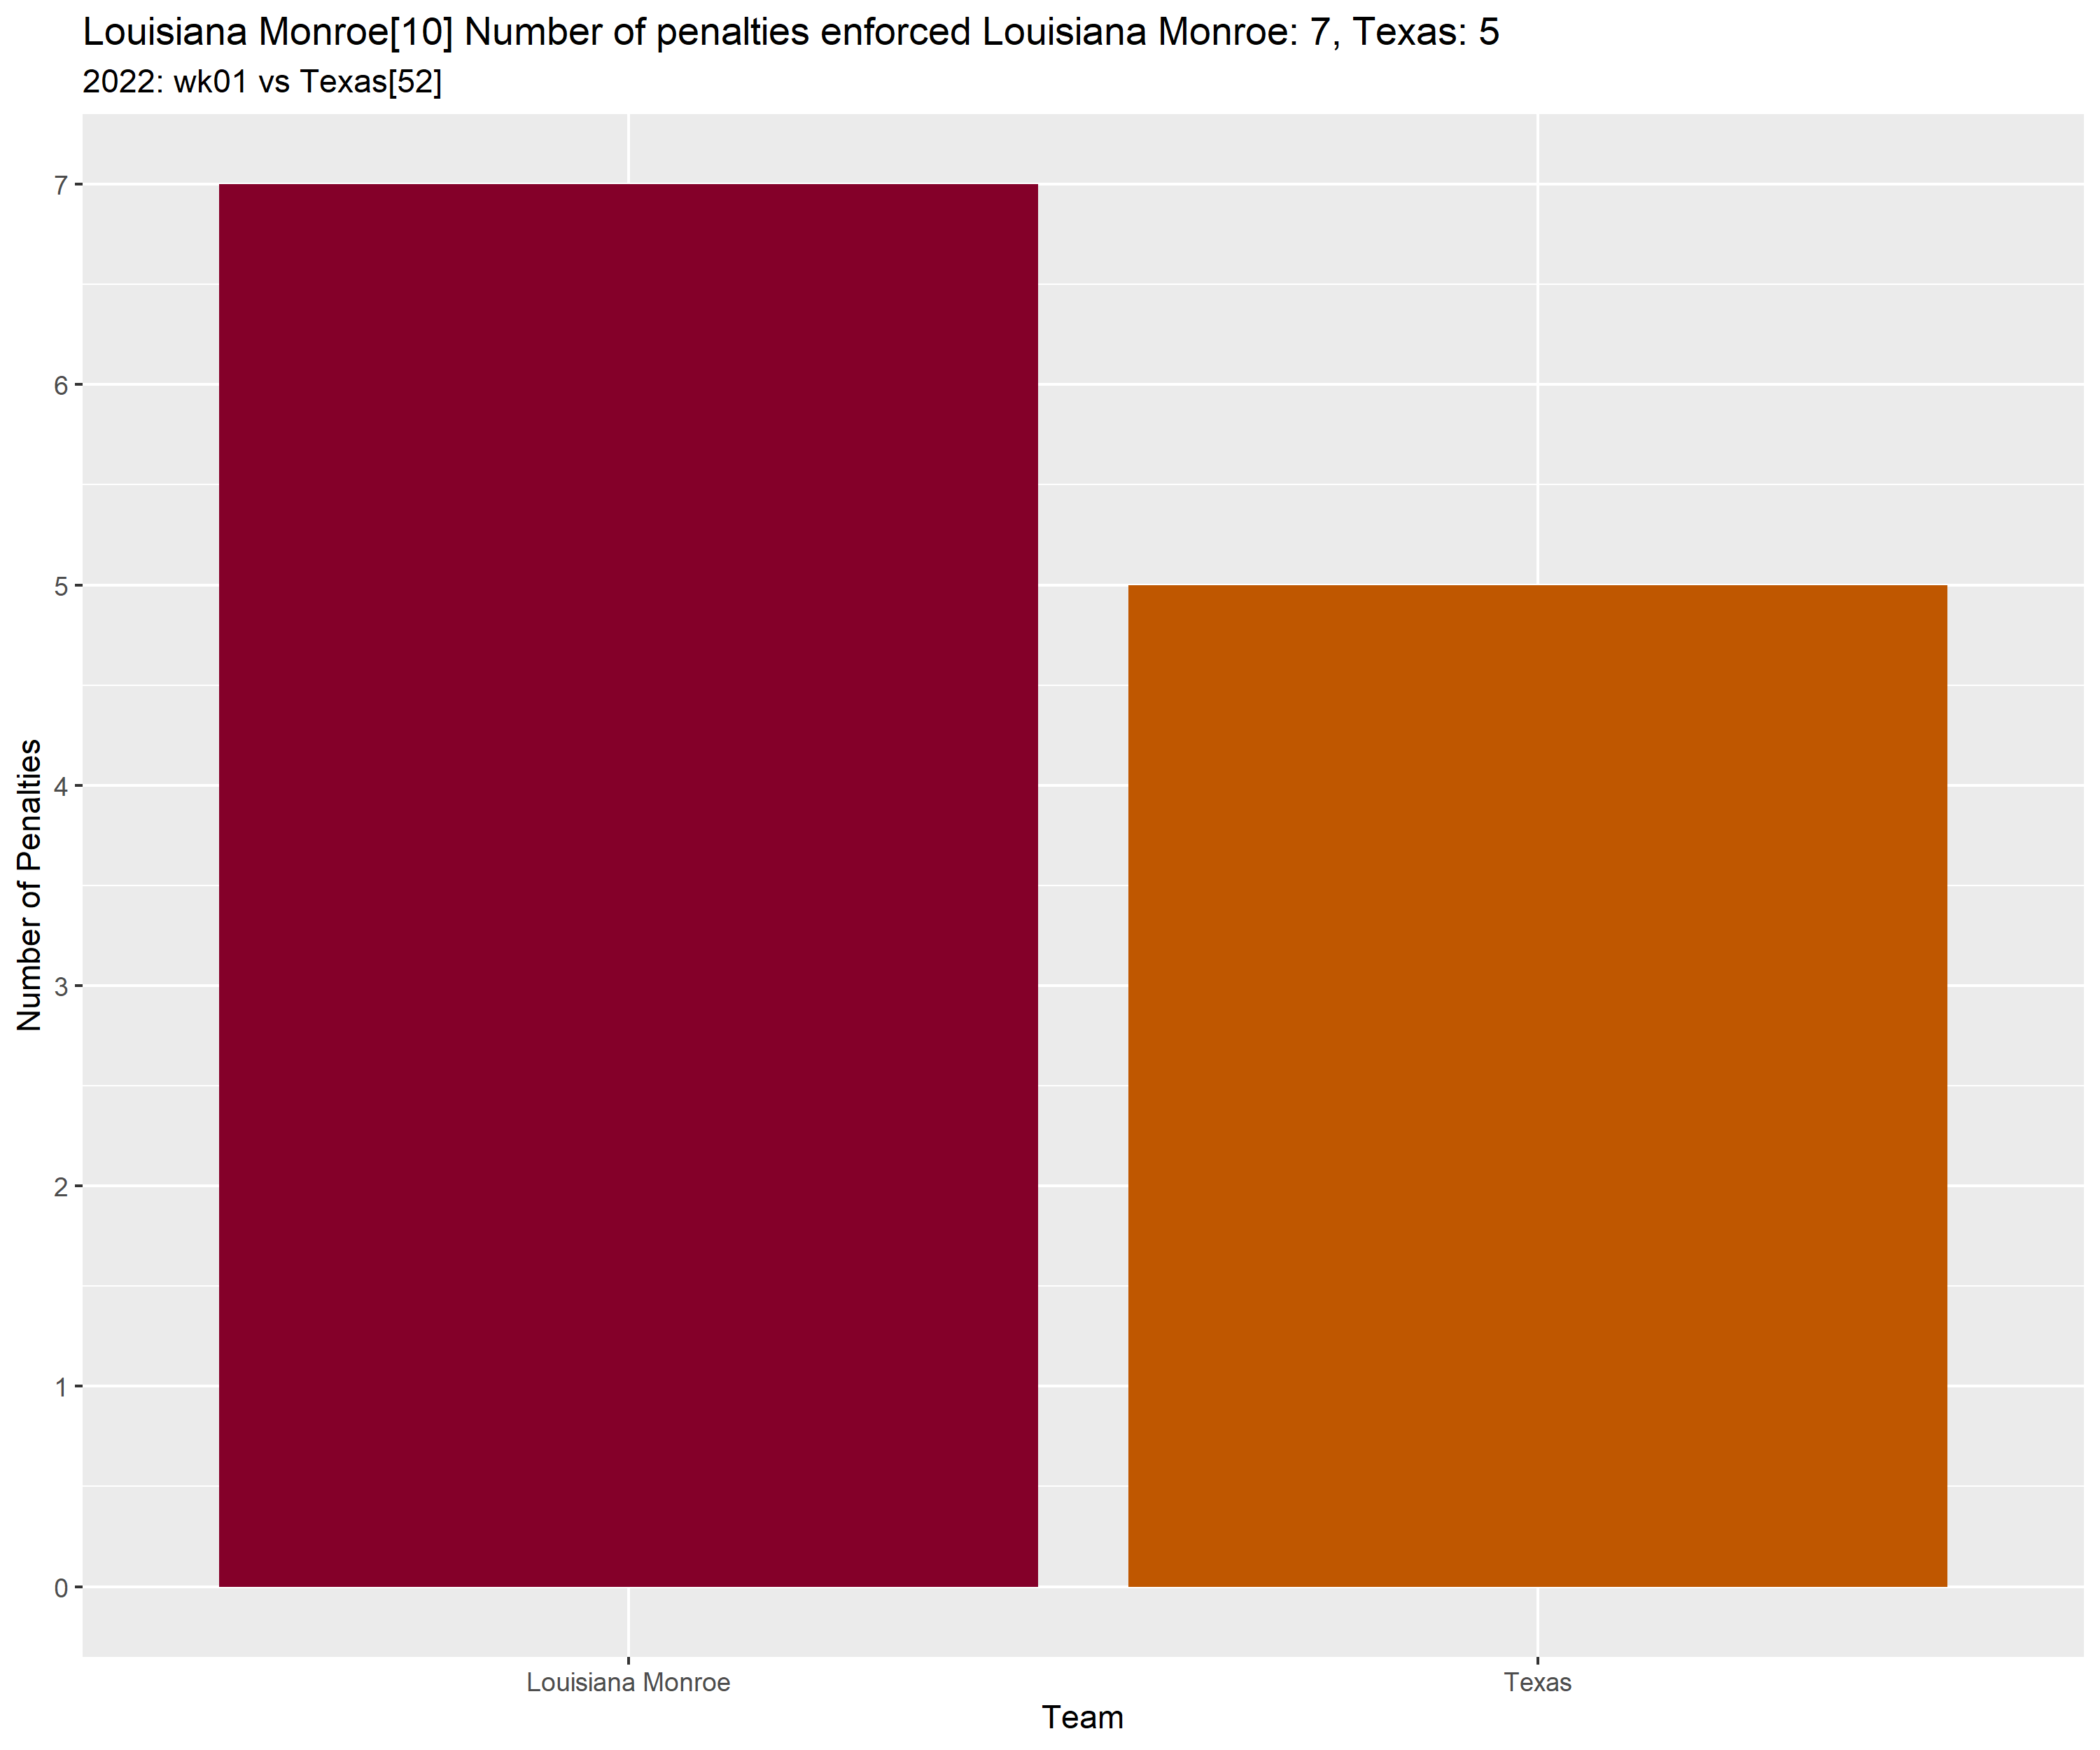 Louisiana Monroe[10] Number of penalties enforced Louisiana Monroe: 7, Texas: 5
2022: wk01 vs Texas[52]
Number of Penalties
7
6
5
4
3
2
1
0
Louisiana Monroe
Texas
Team